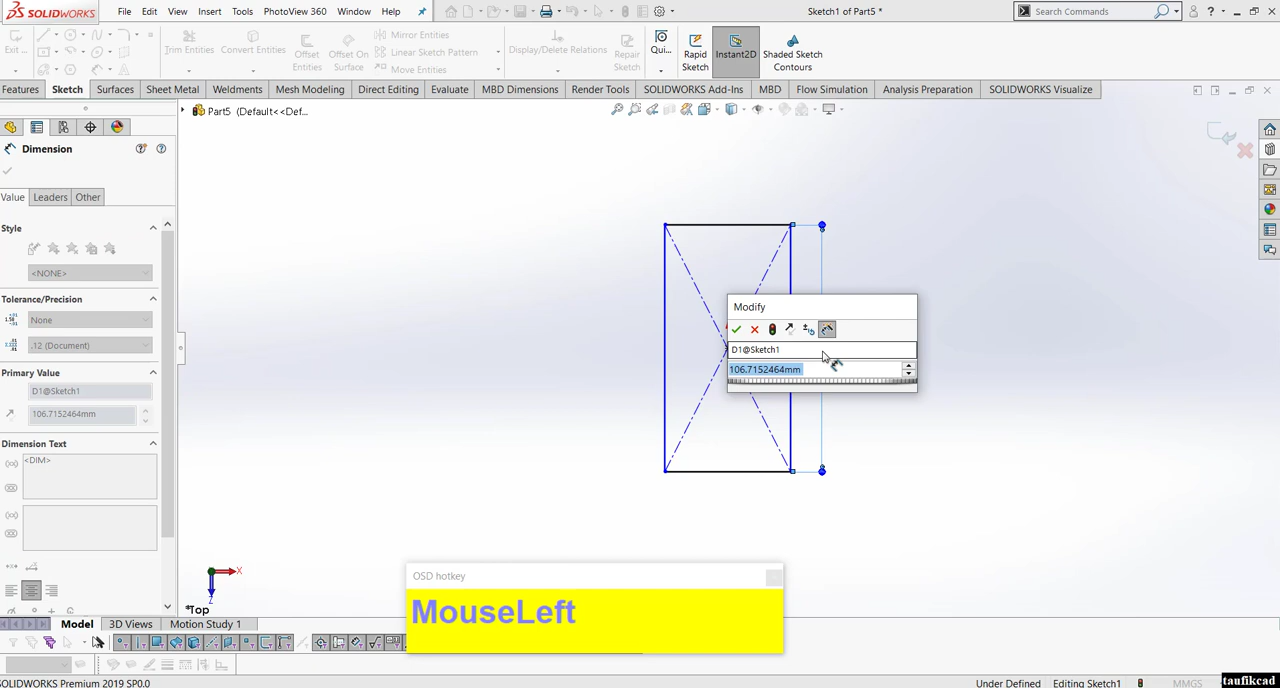 SOLIDWORKS
File
Edit
View
Insert
Tools
PhotoView 360
Window
Help
Sketch1 of Part5 *
Search Commands
?
Exit ...
Trim Entities
Convert Entities
Offset Entities
Offset On Surface
Mirror Entities
Linear Sketch Pattern
Move Entities
Display/Delete Relations
Repair Sketch
Qui...
Rapid Sketch
Instant2D
Shaded Sketch Contours
Features
Sketch
Surfaces
Sheet Metal
Weldments
Mesh Modeling
Direct Editing
Evaluate
MBD Dimensions
Render Tools
SOLIDWORKS Add-Ins
MBD
Flow Simulation
Analysis Preparation
SOLIDWORKS Visualize
Part5 (Default<<Def...
Dimension
Value
Leaders
Other
Style
<NONE>
Tolerance/Precision
None
.12 (Document)
Primary Value
D1@Sketch1
106.7152464mm
Dimension Text
<DIM>
Modify
D1@Sketch1
106.7152464mm
X
Z
*Top
OSD hotkey
MouseLeft
Model
3D Views
Motion Study 1
SOLIDWORKS Premium 2019 SP0.0
Under Defined
Editing Sketch1
MMGS
taufikcad